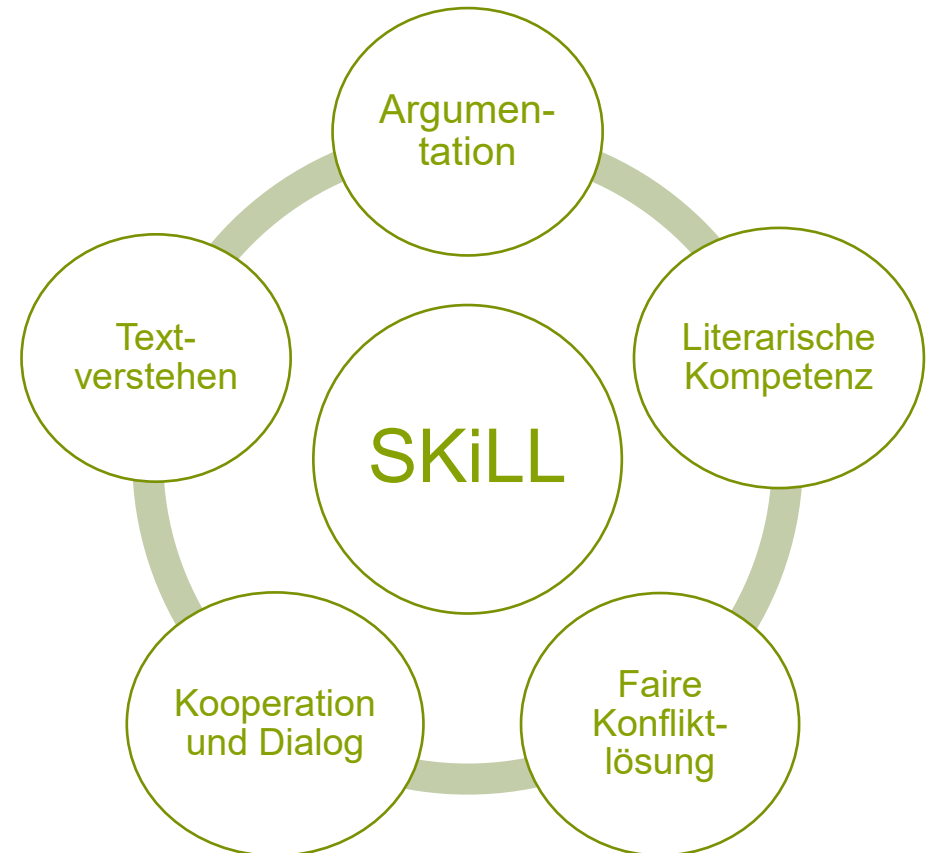 Argumen-
tation
Literarische
Kompetenz
Faire
Konflikt-
lösung
Kooperation
und Dialog
Text-
verstehen
SKiLL